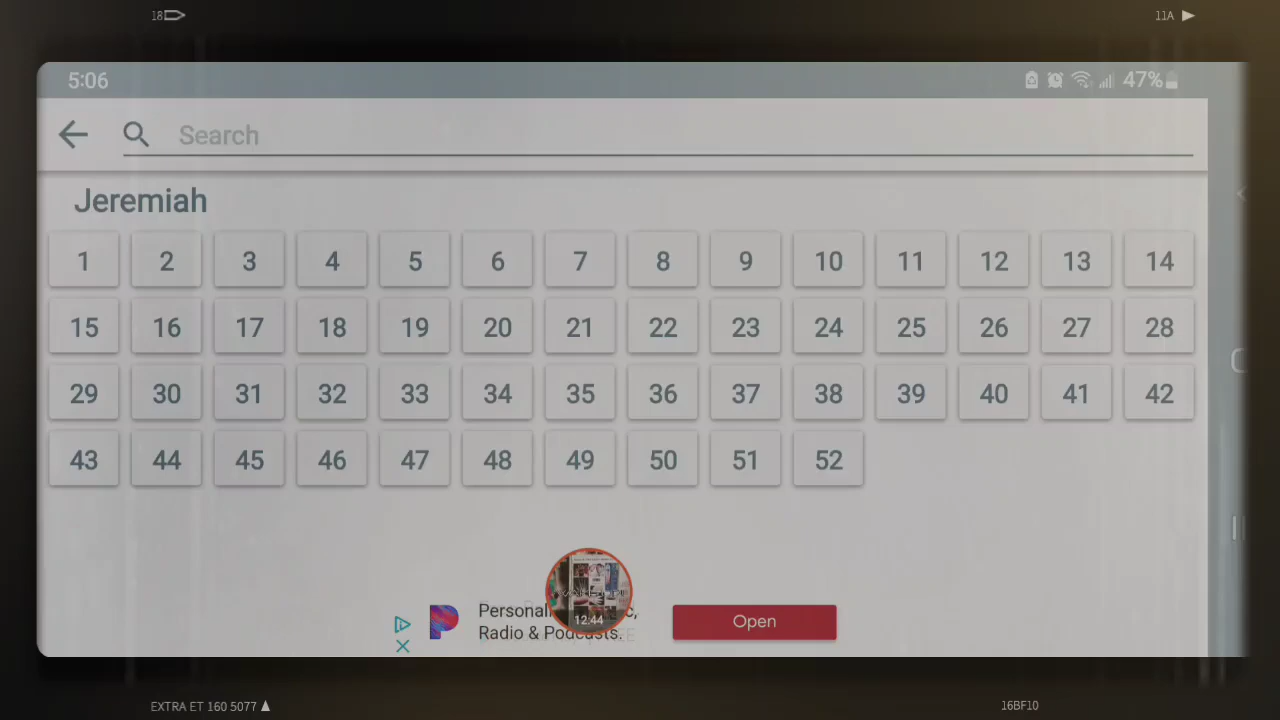 18
11A
5:06
47%
Search
Jeremiah
1 2 3 4 5 6 7 8 9 10 11 12 13 14
15 16 17 18 19 20 21 22 23 24 25 26 27 28
29 30 31 32 33 34 35 36 37 38 39 40 41 42
43 44 45 46 47 48 49 50 51 52
Radio & Podcasts.
12:44
Open
EXTRA ET 160 5077
16BF10